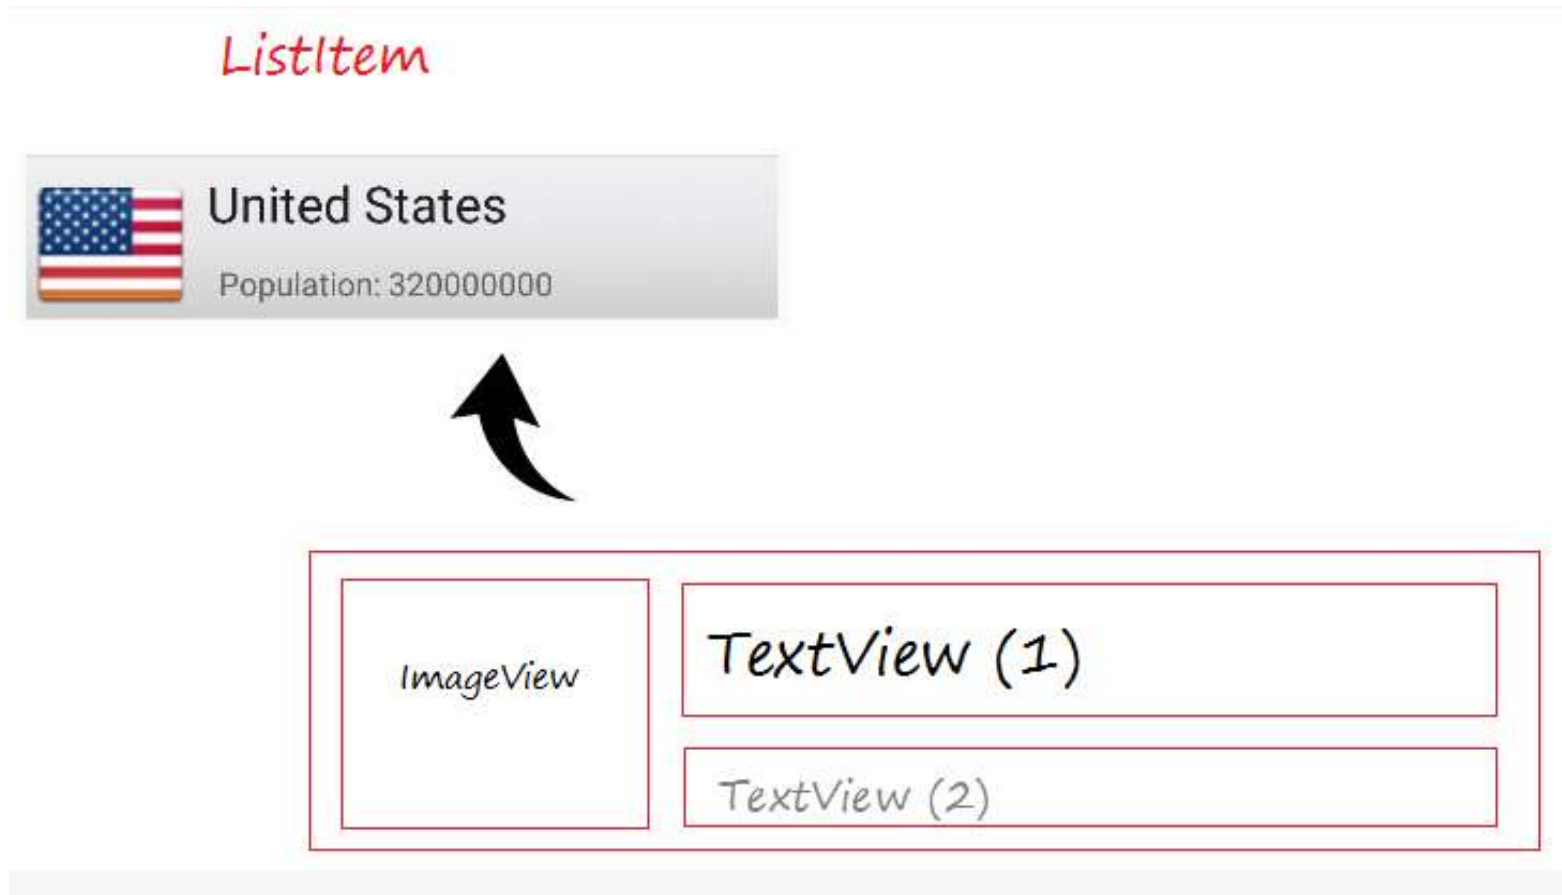 ListItem
United States
Population: 320000000
ImageView
TextView (1)
TextView (2)